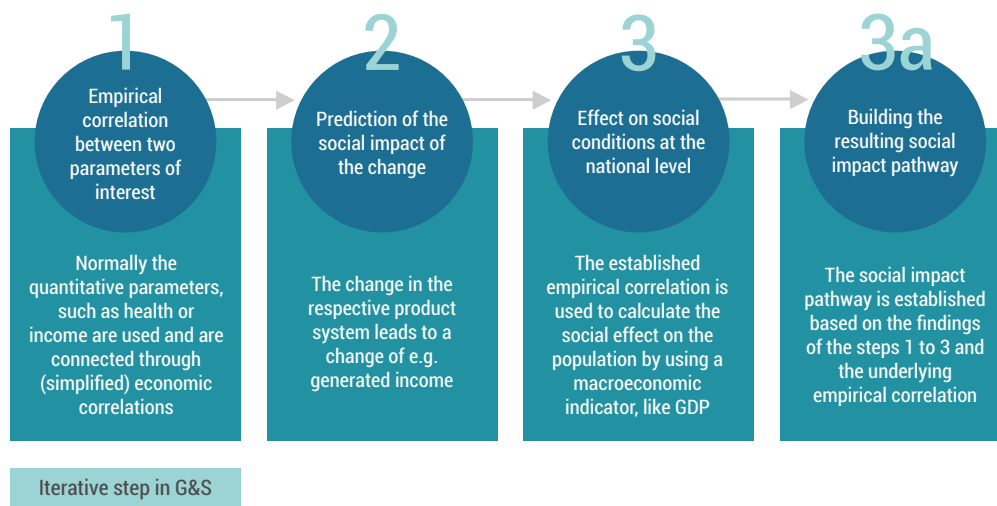 1
Empirical
correlation
between two
parameters of
interest
Normally the
quantitative parameters,
such as health or
income are used and are
connected through
(simplified) economic
correlations
2
Prediction of the
social impact of
the change
The change in the
respective product
system leads to a
change of e.g.
generated income
3
Effect on social
conditions at the
national level
The established
empirical correlation is
used to calculate the
social effect on the
population by using a
macroeconomic
indicator, like GDP
3a
Building the
resulting social
impact pathway
The social impact
pathway is established
based on the findings
of the steps 1 to 3 and
the underlying
empirical correlation
Iterative step in G&S